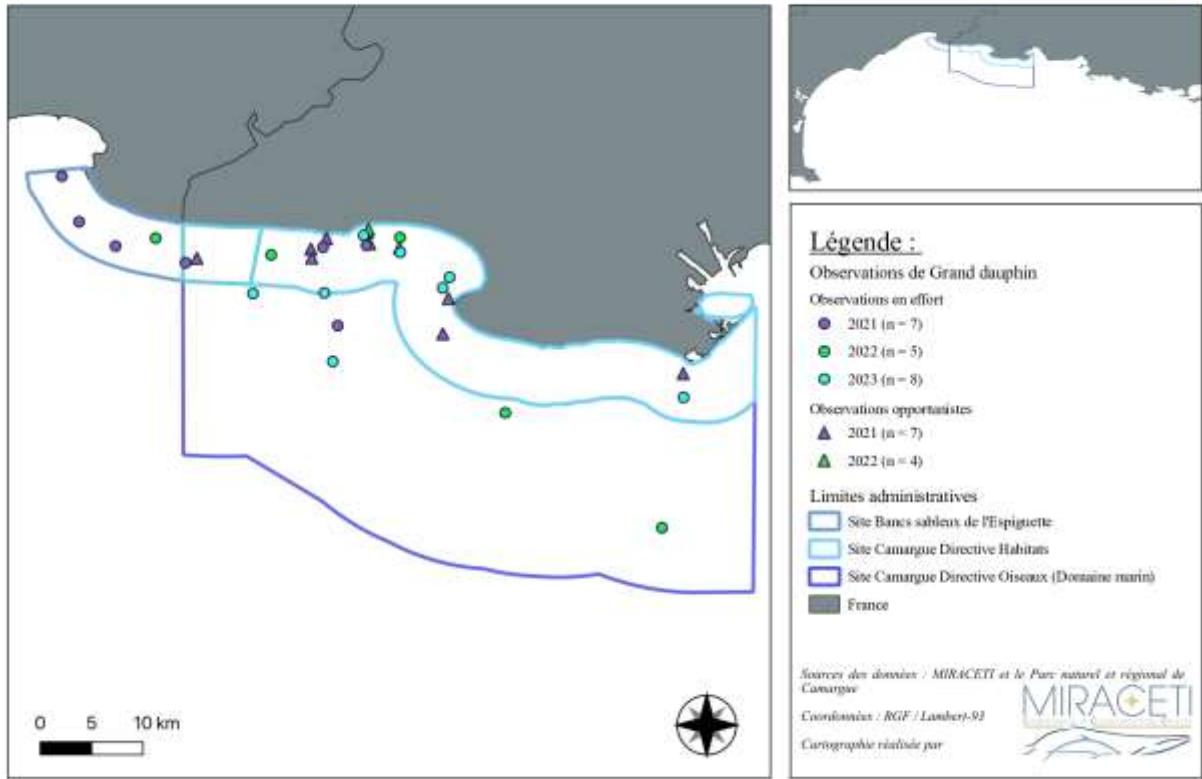 Légende :
Observations de Grand dauphin
Observations en effort
2021 (n = 7)
2022 (n = 5)
2023 (n = 8)
Observations opportunistes
2021 (n = 7)
2022 (n = 4)
Limites administratives
Site Bancs sableux de l'Espiguette
Site Camargue Directive Habitats
Site Camargue Directive Oiseaux (Domaine marin)
France
Sources des données : MIRACETI et le Parc naturel et régional de
Camargue
Coordonnées : RGF / Lambert-93
Cartographie réalisée par
MIRACETI
0 5 10 km